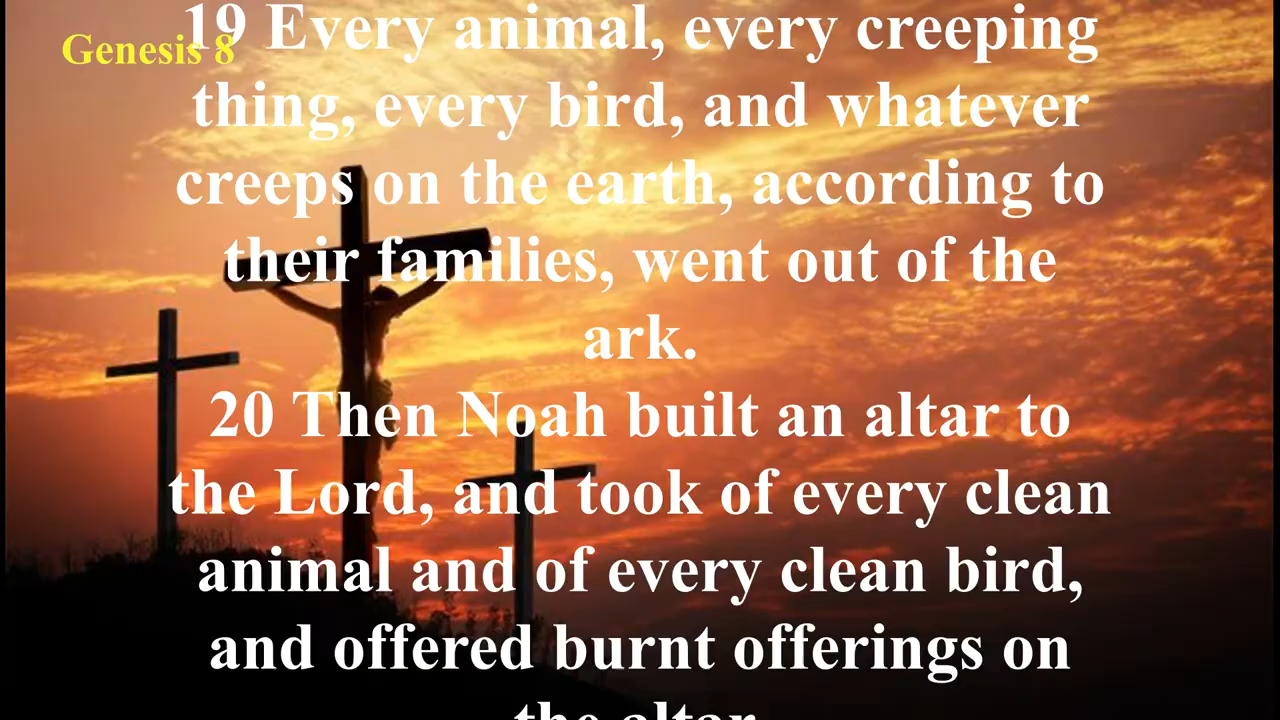 Genesis 8
19 Every animal, every creeping
thing, every bird, and whatever
creeps on the earth, according to
their families, went out of the
ark.
20 Then Noah built an altar to
the Lord, and took of every clean
animal and of every clean bird,
and offered burnt offerings on
the altar.